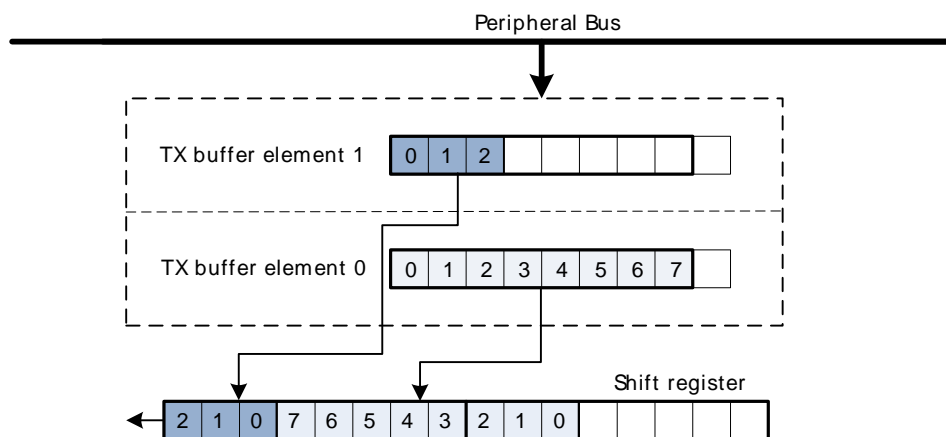 Peripheral Bus
TX buffer element 1 0 1 2
TX buffer element 0 0 1 2 3 4 5 6 7
Shift register
2 1 0 7 6 5 4 3 2 1 0